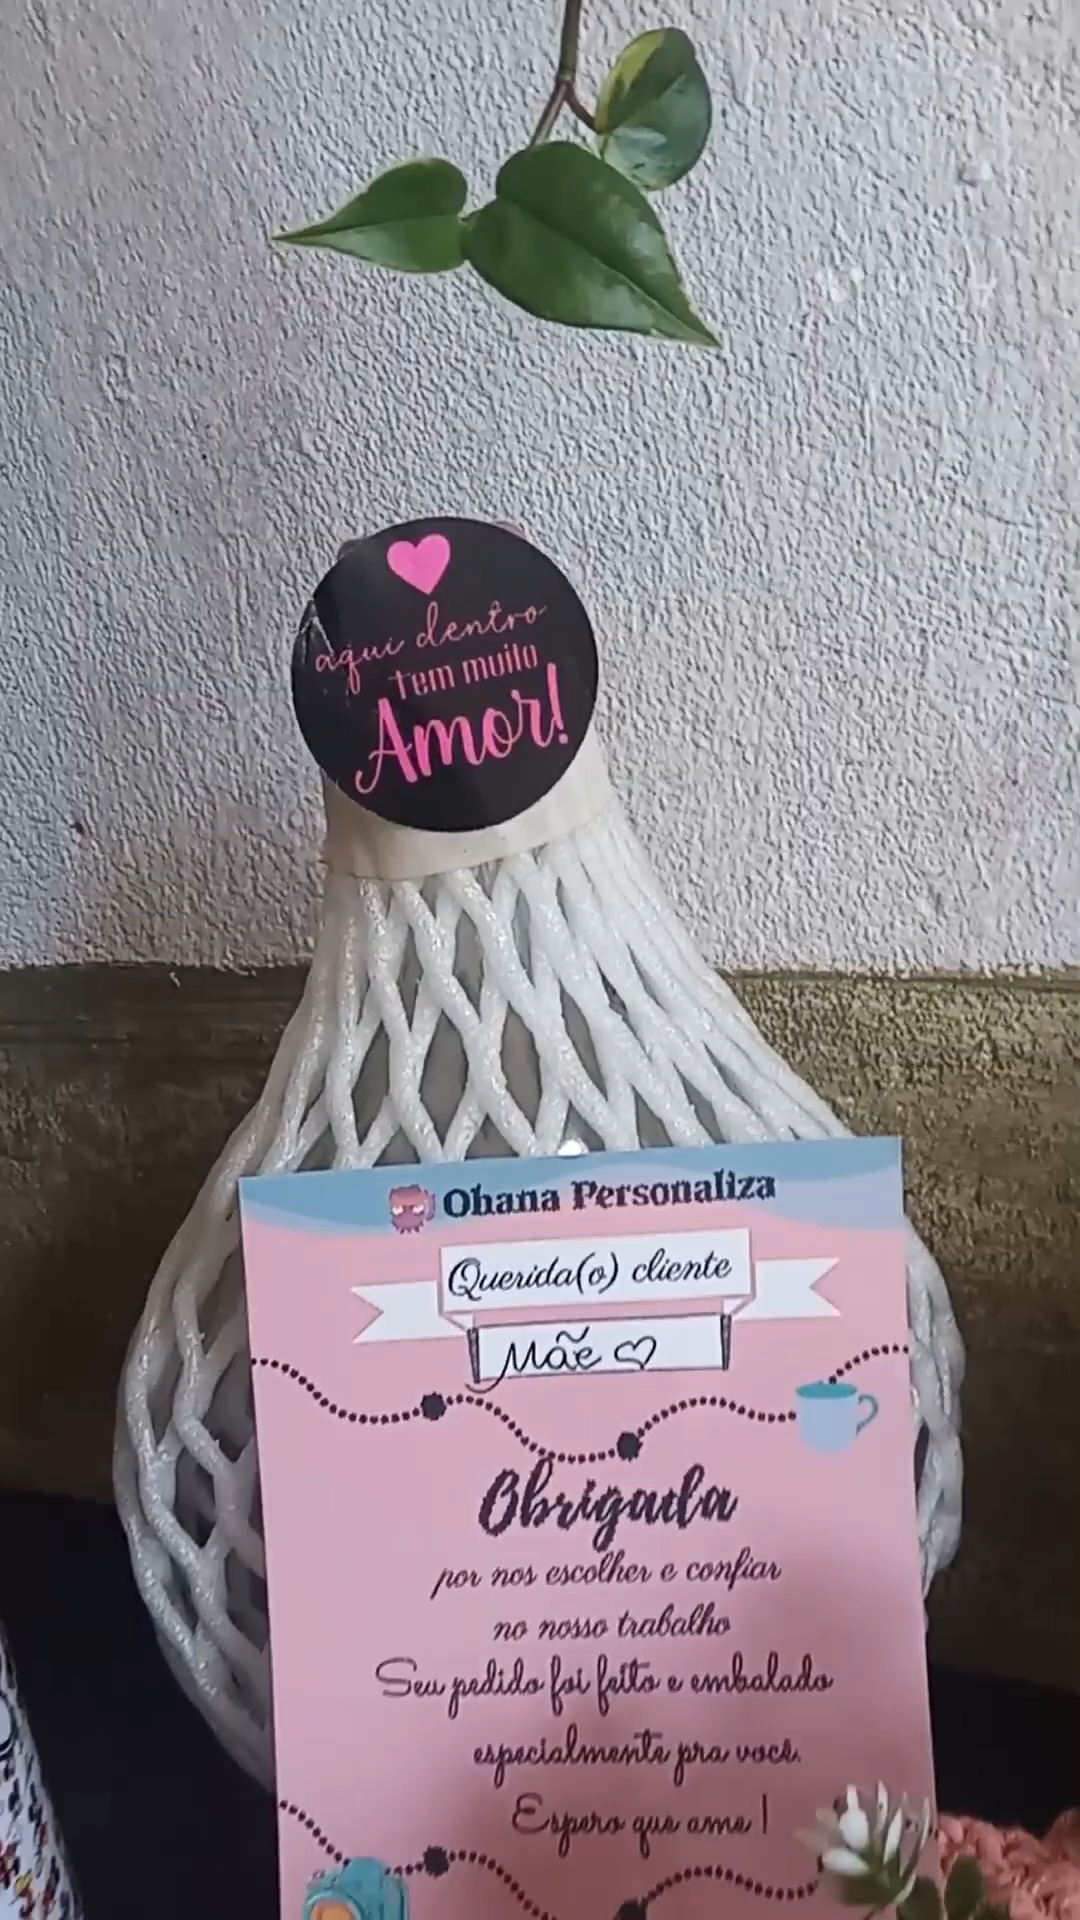 aqui dentro
tem muito
Amor!
Ohana Personaliza
Querida(o) cliente
Mãe
Obrigada
por nos escolher e confiar
no nosso trabalho
Seu pedido foi feito e embalado
especialmente pra você.
Espero que ame!